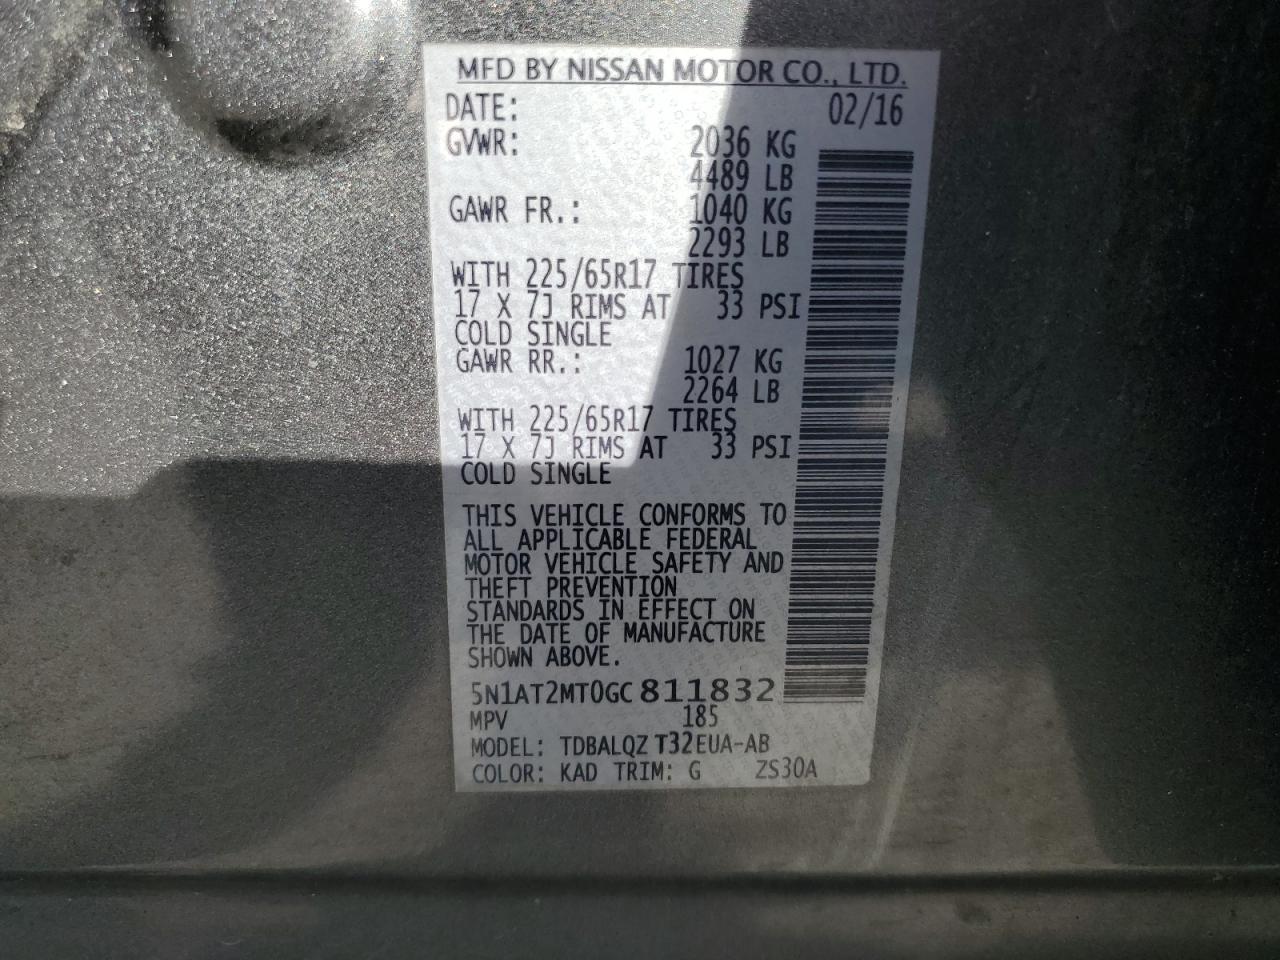 MFD BY NISSAN MOTOR CO., LTD.
DATE: 02/16
GVWR: 2036 KG
4489 LB
GAWR FR.: 1040 KG
2293 LB
WITH 225/65R17 TIRES
17 X 7J RIMS AT 33 PSI
COLD SINGLE
GAWR RR.: 1027 KG
2264 LB
WITH 225/65R17 TIRES
17 X 7J RIMS AT 33 PSI
COLD SINGLE
THIS VEHICLE CONFORMS TO
ALL APPLICABLE FEDERAL
MOTOR VEHICLE SAFETY AND
THEFT PREVENTION
STANDARDS IN EFFECT ON
THE DATE OF MANUFACTURE
SHOWN ABOVE.
5N1AT2MT0GC811832
MPV 185
MODEL: TDBALQZ T32EUA-AB
COLOR: KAD TRIM: G ZS30A